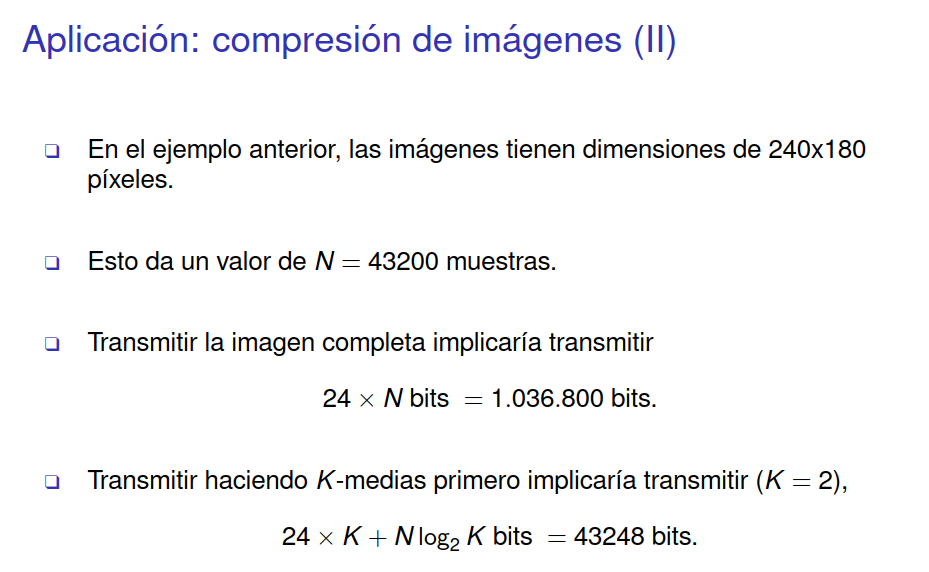 Aplicación: compresión de imágenes (II)
❑ En el ejemplo anterior, las imágenes tienen dimensiones de 240x180
píxeles.
❑ Esto da un valor de N = 43200 muestras.
❑ Transmitir la imagen completa implicaría transmitir
24 × N bits = 1.036.800 bits.
❑ Transmitir haciendo K-medias primero implicaría transmitir (K = 2),
24 × K + N log₂ K bits = 43248 bits.